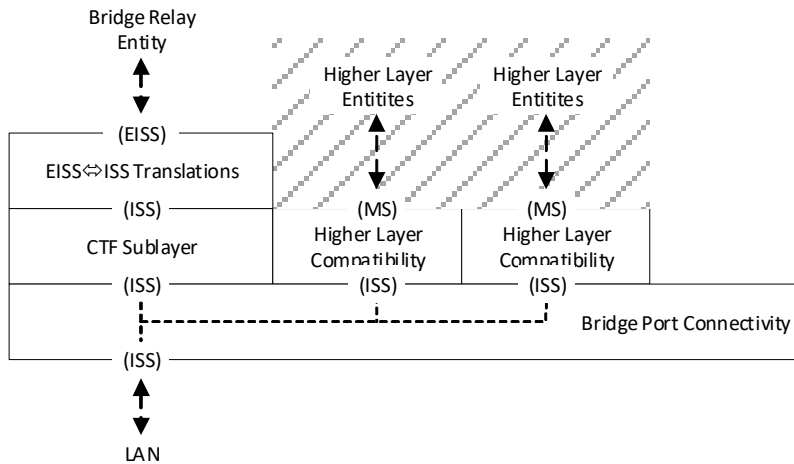 Bridge Relay
Entity
Higher Layer
Entitites
Higher Layer
Entitites
(EISS)
EISS⇔ISS Translations
(ISS)
(MS)
(MS)
CTF Sublayer
Higher Layer
Compatibility
Higher Layer
Compatibility
(ISS)
(ISS)
(ISS)
Bridge Port Connectivity
(ISS)
LAN